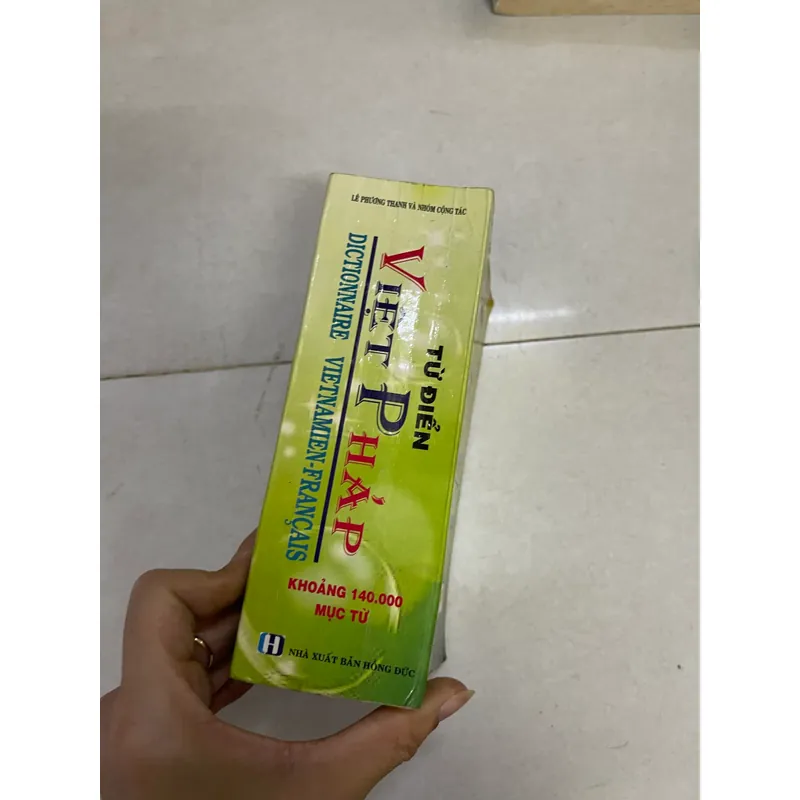 LÊ PHƯƠNG THANH VÀ NHÓM CỘNG TÁC
TỪ ĐIỂN
VIỆT PHÁP
DICTIONNAIRE VIETNAMIEN-FRANÇAIS
KHOẢNG 140.000
MỤC TỪ
H NHÀ XUẤT BẢN HỒNG ĐỨC